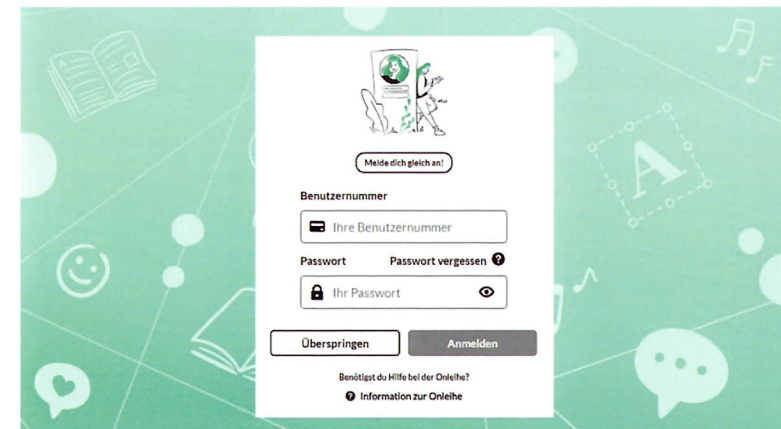 Melde dich gleich an!
Benutzernummer
Ihre Benutzernummer
Passwort Passwort vergessen
Ihr Passwort
Überspringen Anmelden
Benötigst du Hilfe bei der Onleihe?
Information zur Onleihe
A